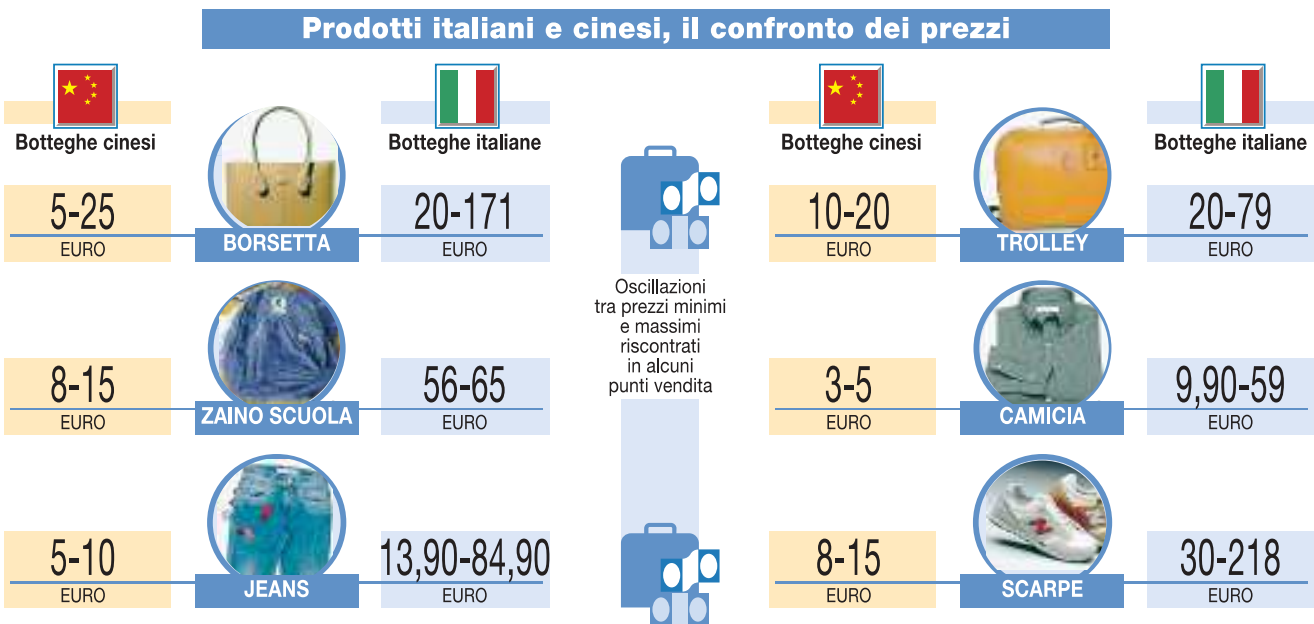 Prodotti italiani e cinesi, il confronto dei prezzi
Botteghe cinesi
Botteghe italiane
5-25
EURO
BORSETTA
20-171
EURO
8-15
EURO
ZAINO SCUOLA
56-65
EURO
5-10
EURO
JEANS
13,90-84,90
EURO
Oscillazioni
tra prezzi minimi
e massimi
riscontrati
in alcuni
punti vendita
Botteghe cinesi
Botteghe italiane
10-20
EURO
TROLLEY
20-79
EURO
3-5
EURO
CAMICIA
9,90-59
EURO
8-15
EURO
SCARPE
30-218
EURO